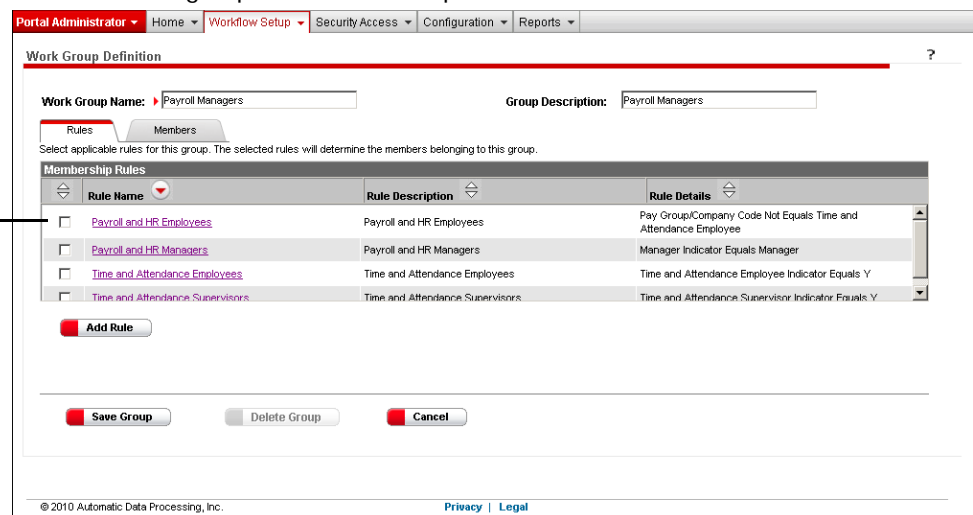 Portal Administrator Home Workflow Setup Security Access Configuration Reports
Work Group Definition ?
Work Group Name: Payroll Managers Group Description: Payroll Managers
Rules Members
Select applicable rules for this group. The selected rules will determine the members belonging to this group.
Membership Rules
Rule Name Rule Description Rule Details
Payroll and HR Employees Payroll and HR Employees Pay Group/Company Code Not Equals Time and
Attendance Employee
Payroll and HR Managers Payroll and HR Managers Manager Indicator Equals Manager
Time and Attendance Employees Time and Attendance Employees Time and Attendance Employee Indicator Equals Y
Time and Attendance Supervisors Time and Attendance Supervisors Time and Attendance Supervisor Indicator Equals Y
Add Rule
Save Group Delete Group Cancel
© 2010 Automatic Data Processing, Inc. Privacy | Legal